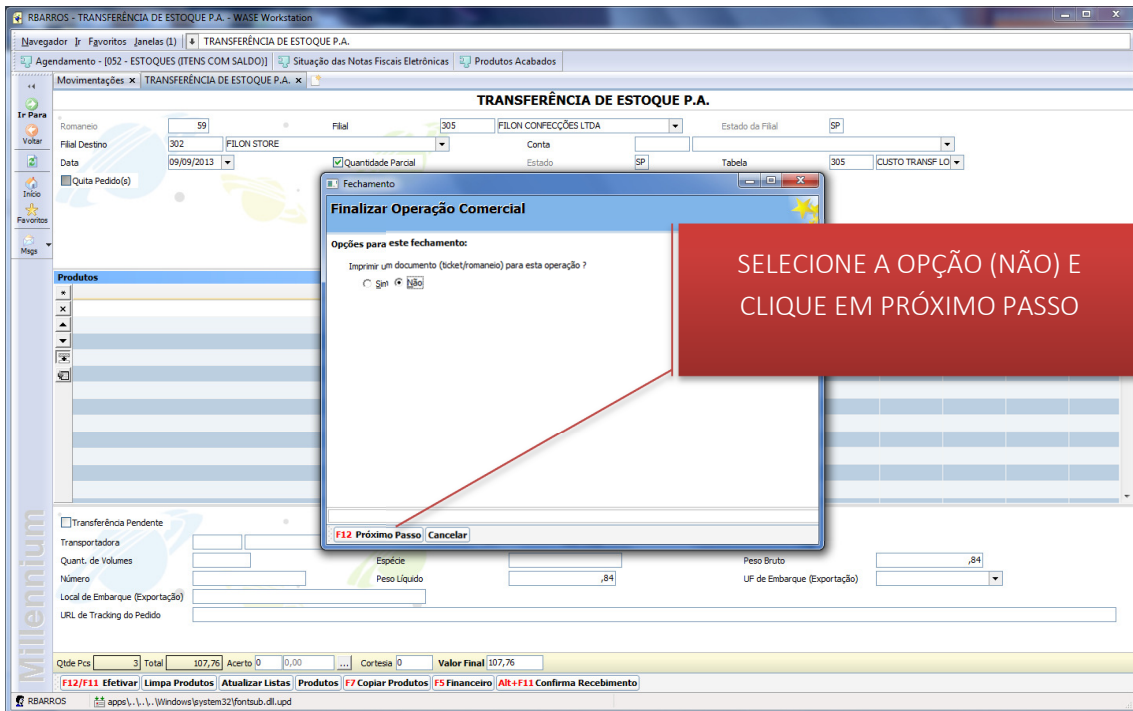 RBARROS - TRANSFERÊNCIA DE ESTOQUE P.A. - WASE Workstation
Navegador Ir Favoritos Janelas (1) TRANSFERÊNCIA DE ESTOQUE P.A.
Agendamento - [052 - ESTOQUES (ITENS COM SALDO)] Situação das Notas Fiscais Eletrônicas Produtos Acabados
Movimentações x TRANSFERÊNCIA DE ESTOQUE P.A. x
TRANSFERÊNCIA DE ESTOQUE P.A.
Ir Para
Voltar
Início
Favoritos
Msgs
Romaneio 59 Filial 305 FILON CONFECÇÕES LTDA Estado da Filial SP
Filial Destino 302 FILON STORE Conta
Data 09/09/2013 Quantidade Parcial Estado SP Tabela 305 CUSTO TRANSF LO
Quita Pedido(s)
Fechamento
Finalizar Operação Comercial
Opções para este fechamento:
Imprimir um documento (ticket/romaneio) para esta operação ?
Sim Não
SELECIONE A OPÇÃO (NÃO) E
CLIQUE EM PRÓXIMO PASSO
Produtos
F12 Próximo Passo Cancelar
Transferência Pendente
Transportadora
Quant. de Volumes Espécie Peso Bruto ,84
Número Peso Líquido ,84 UF de Embarque (Exportação)
Local de Embarque (Exportação)
URL de Tracking do Pedido
Millennium
Qtde Pcs 3 Total 107,76 Acerto 0 0,00 ... Cortesia 0 Valor Final 107,76
F12/F11 Efetivar Limpa Produtos Atualizar Listas Produtos F7 Copiar Produtos F5 Financeiro Alt+F11 Confirma Recebimento
RBARROS apps\..\..\..\Windows\system32\fontsub.dll.upd